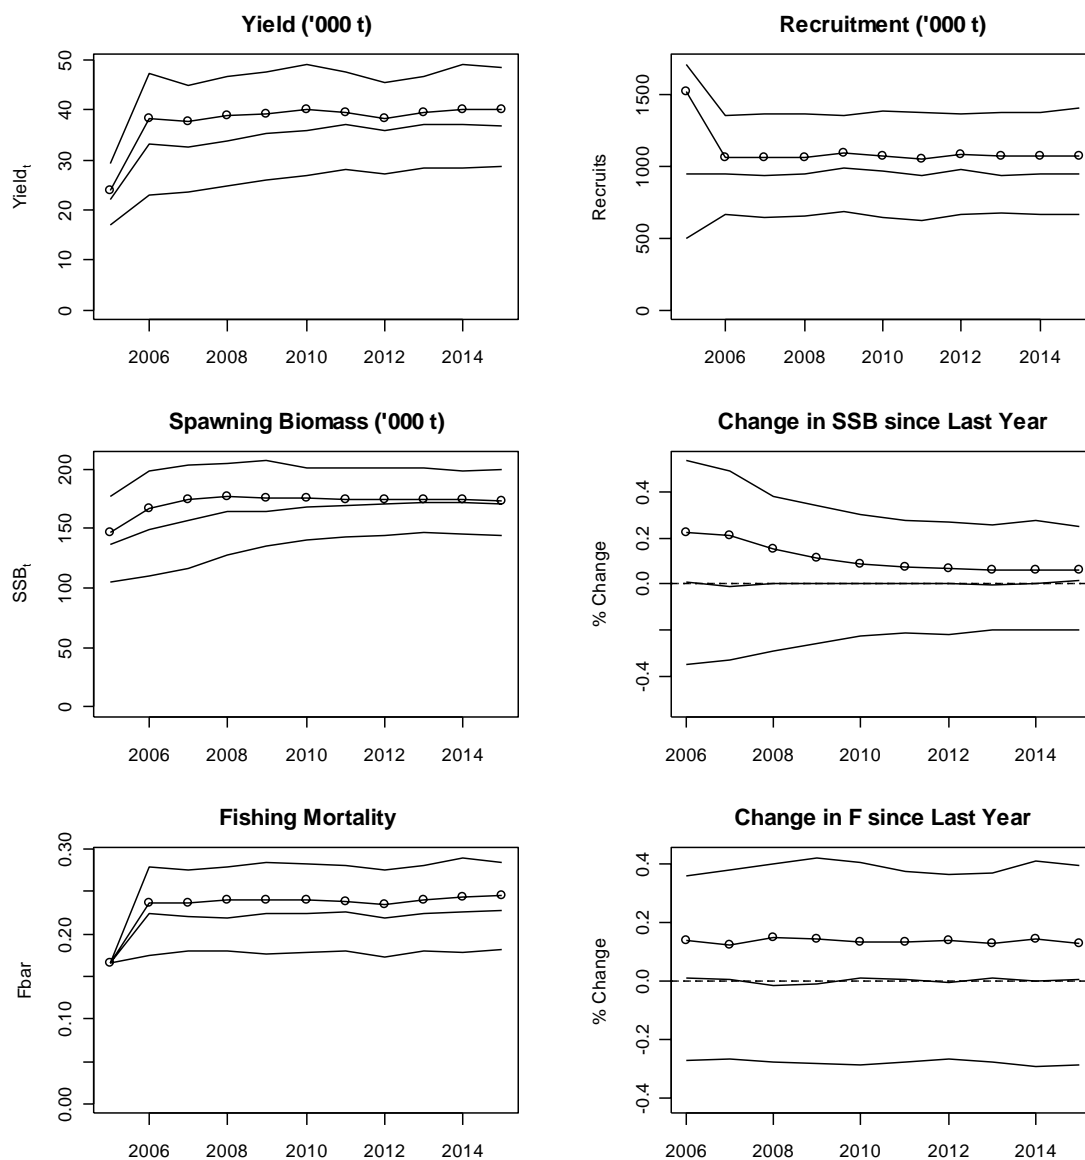 Yield ('000 t)
Yield_t
50
40
30
20
10
0
2006 2008 2010 2012 2014
Recruitment ('000 t)
Recruits
1500
1000
500
0
2006 2008 2010 2012 2014
Spawning Biomass ('000 t)
SSB_t
200
150
100
50
0
2006 2008 2010 2012 2014
Change in SSB since Last Year
% Change
0.4
0.2
0.0
-0.4
2006 2008 2010 2012 2014
Fishing Mortality
Fbar
0.30
0.20
0.10
0.00
2006 2008 2010 2012 2014
Change in F since Last Year
% Change
0.4
0.2
0.0
-0.2
-0.4
2006 2008 2010 2012 2014